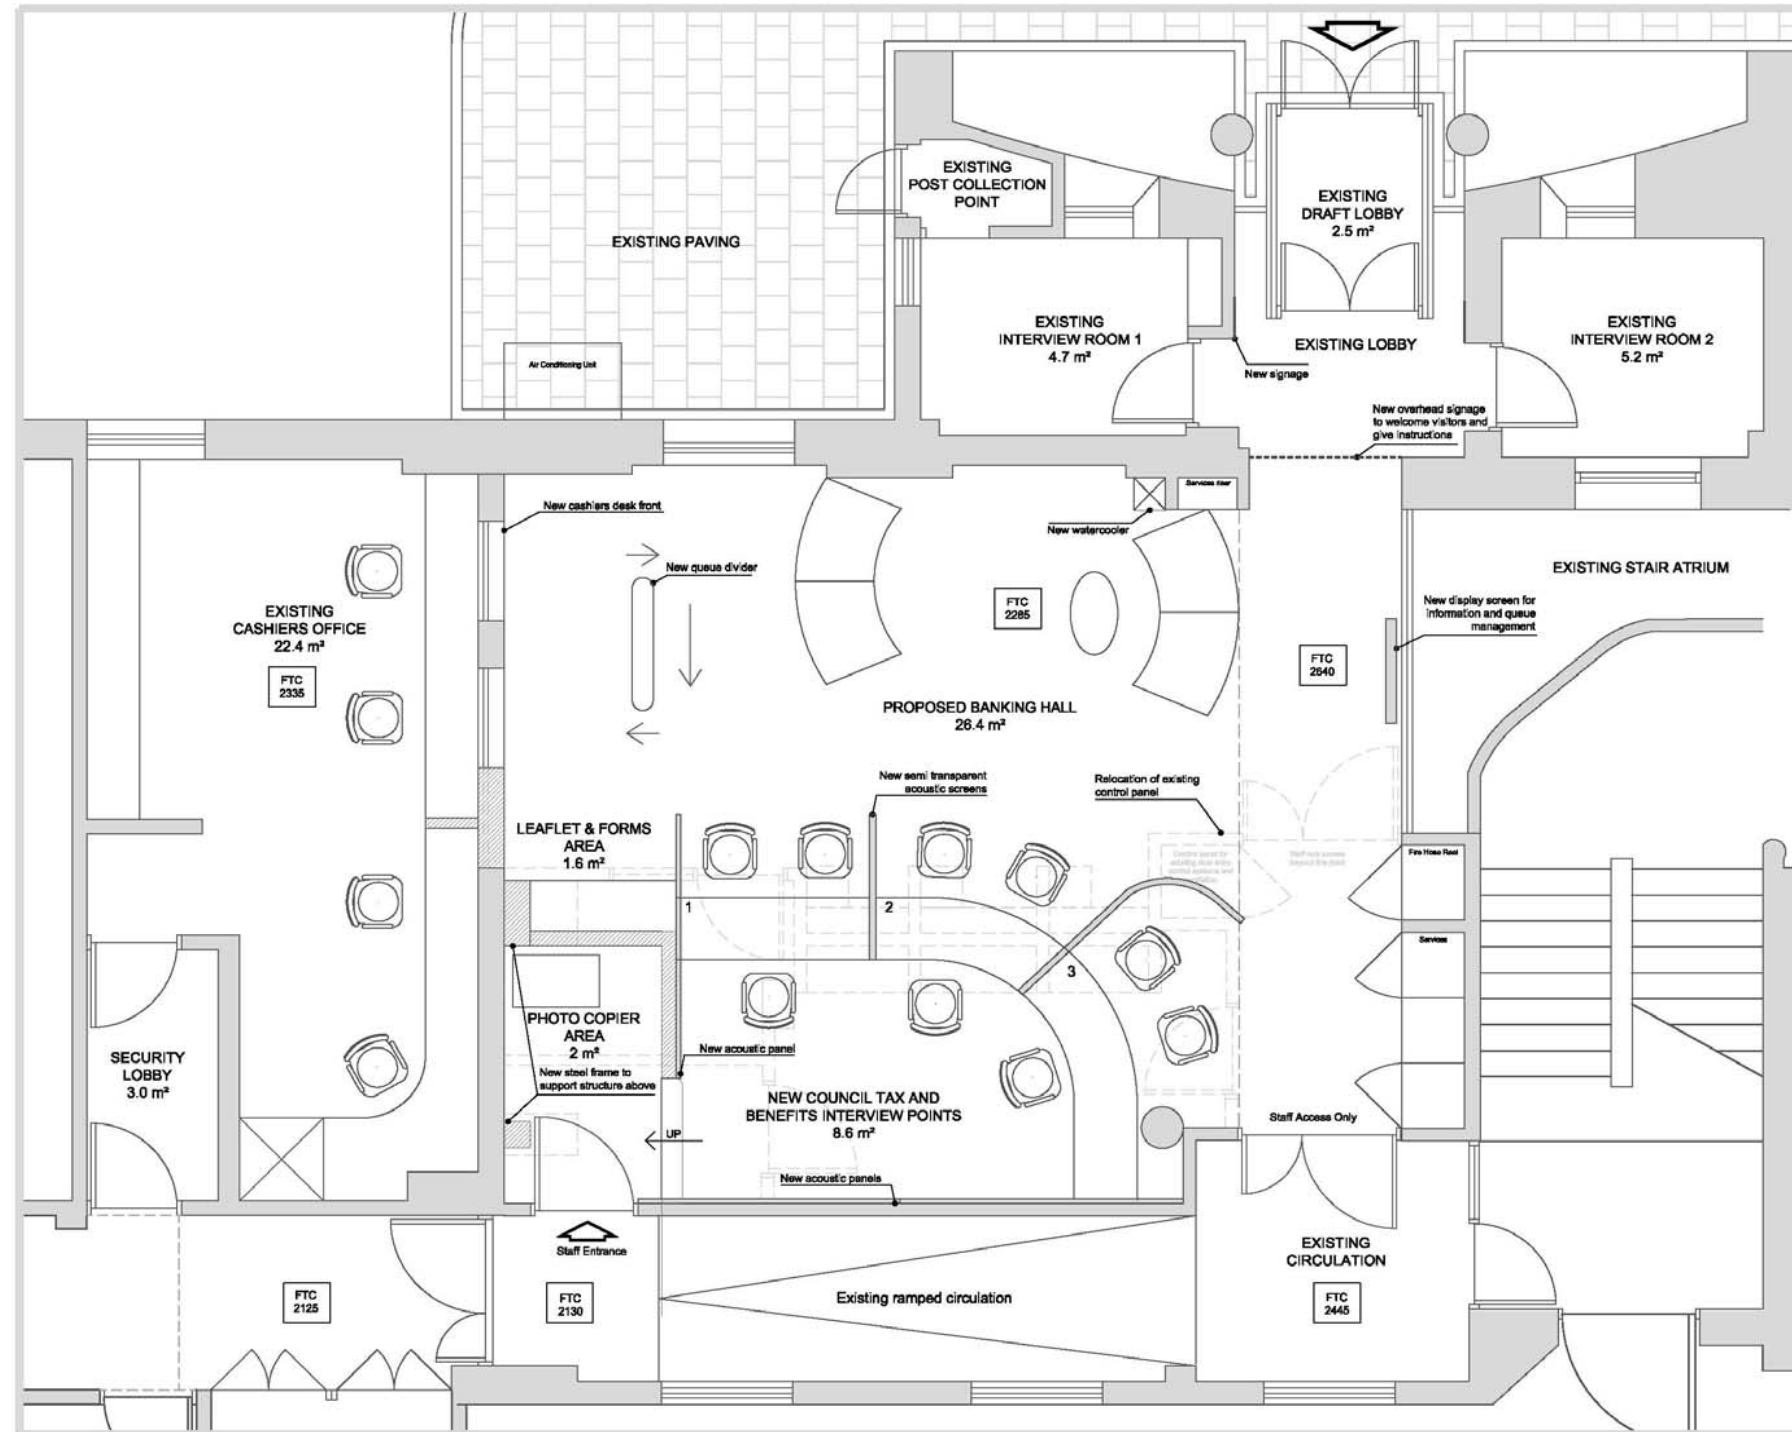 EXISTING
POST COLLECTION
POINT
EXISTING
DRAFT LOBBY
2.5 m²
EXISTING PAVING
EXISTING
INTERVIEW ROOM 1
4.7 m²
EXISTING LOBBY
EXISTING
INTERVIEW ROOM 2
5.2 m²
Air Conditioning Unit
New signage
New overhead signage
to welcome visitors and
give instructions
New cashiers desk front
Services riser
New watercooler
New queue divider
EXISTING STAIR ATRIUM
EXISTING
CASHIERS OFFICE
22.4 m²
FTC
2335
FTC
2285
New display screen for
information and queue
management
FTC
2640
PROPOSED BANKING HALL
26.4 m²
New semi transparent
acoustic screens
Relocation of existing
control panel
LEAFLET & FORMS
AREA
1.6 m²
Fire Hose Reel
1
2
3
Services
PHOTO COPIER
AREA
2 m²
New steel frame to
support structure above
SECURITY
LOBBY
3.0 m²
New acoustic panel
NEW COUNCIL TAX AND
BENEFITS INTERVIEW POINTS
8.6 m²
UP
Staff Access Only
New acoustic panels
Staff Entrance
EXISTING
CIRCULATION
FTC
2125
FTC
2130
Existing ramped circulation
FTC
2445